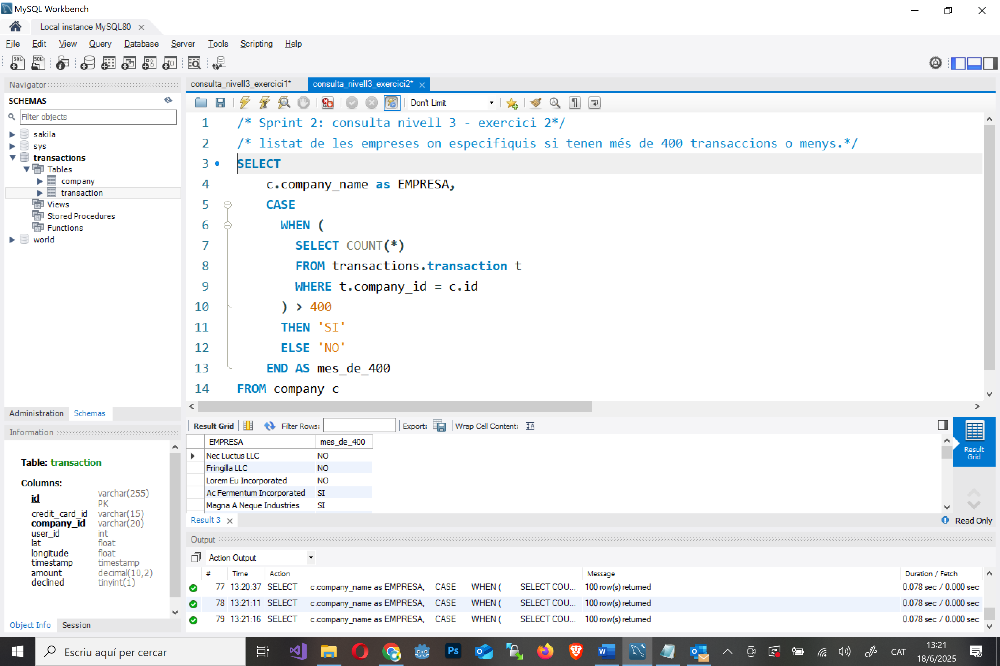 MySQL Workbench
Local instance MySQL80
File Edit View Query Database Server Tools Scripting Help
Navigator
SCHEMAS
Filter objects
sakila
sys
transactions
Tables
company
transaction
Views
Stored Procedures
Functions
world
Administration Schemas
Information
Table: transaction
Columns:
id varchar(255) PK
credit_card_id varchar(15)
company_id varchar(20)
user_id int
lat float
longitude float
timestamp timestamp
amount decimal(10,2)
declined tinyint(1)
Object Info Session
consulta_nivell3_exercici1* consulta_nivell3_exercici2*
Don't Limit
1 /* Sprint 2: consulta nivell 3 - exercici 2*/
2 /* listat de les empreses on especifiquis si tenen més de 400 transaccions o menys.*/
3 SELECT
4 c.company_name as EMPRESA,
5 CASE
6 WHEN (
7 SELECT COUNT(*)
8 FROM transactions.transaction t
9 WHERE t.company_id = c.id
10 ) > 400
11 THEN 'SI'
12 ELSE 'NO'
13 END AS mes_de_400
14 FROM company c
Result Grid Filter Rows: Export: Wrap Cell Content:
EMPRESA mes_de_400
Nec Luctus LLC NO
Fringilla LLC NO
Lorem Eu Incorporated NO
Ac Fermentum Incorporated SI
Magna A Neque Industries SI
Result Grid
Result 3
Read Only
Output
Action Output
# Time Action Message Duration / Fetch
77 13:20:37 SELECT c.company_name as EMPRESA, CASE WHEN ( SELECT COU... 100 row(s) returned 0.078 sec / 0.000 sec
78 13:21:11 SELECT c.company_name as EMPRESA, CASE WHEN ( SELECT COU... 100 row(s) returned 0.078 sec / 0.000 sec
79 13:21:16 SELECT c.company_name as EMPRESA, CASE WHEN ( SELECT COU... 100 row(s) returned 0.078 sec / 0.000 sec
Escriu aquí per cercar
CAT
13:21
18/6/2025